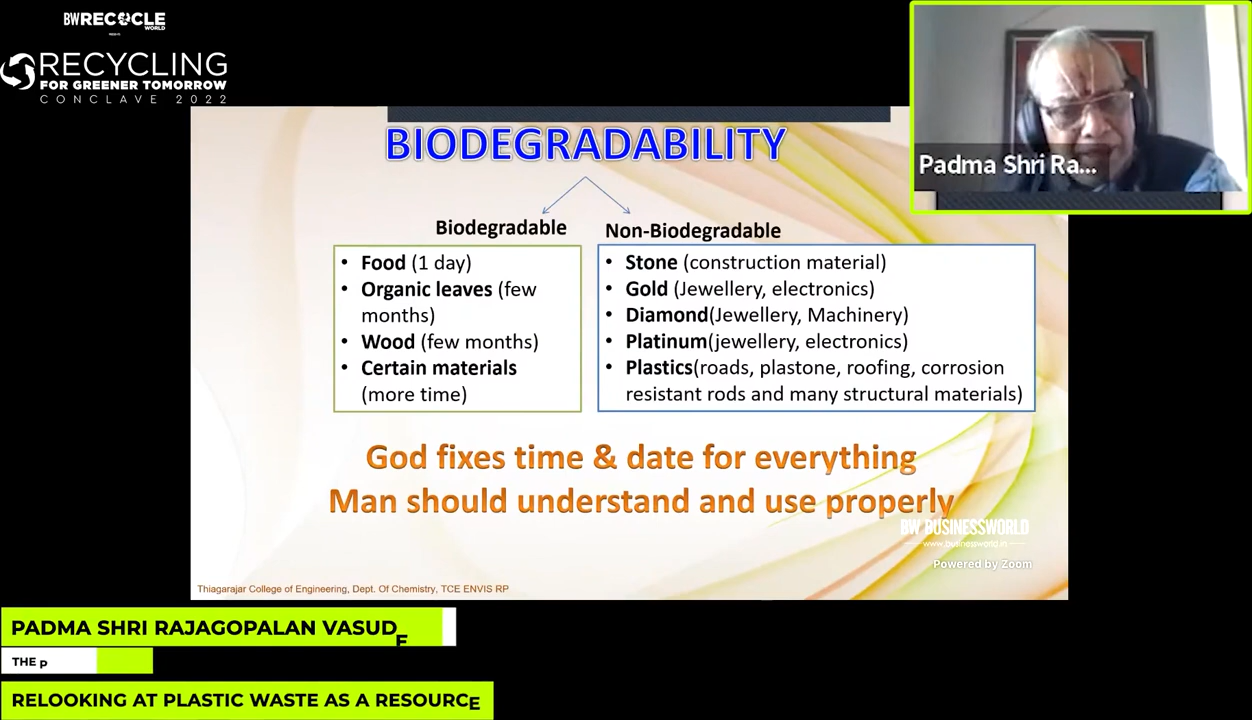 BW RECYCLE
WORLD
RECYCLING
FOR GREENER TOMORROW
CONCLAVE 2022
Padma Shri Ra...
BIODEGRADABILITY
Biodegradable
• Food (1 day)
• Organic leaves (few
months)
• Wood (few months)
• Certain materials
(more time)
Non-Biodegradable
• Stone (construction material)
• Gold (Jewellery, electronics)
• Diamond(Jewellery, Machinery)
• Platinum(jewellery, electronics)
• Plastics(roads, plastone, roofing, corrosion
resistant rods and many structural materials)
God fixes time & date for everything
Man should understand and use properly
BW BUSINESSWORLD
www.businessworld.in
Powered by Zoom
Thiagarajar College of Engineering, Dept. Of Chemistry, TCE ENVIS RP
PADMA SHRI RAJAGOPALAN VASUDE
THE P
RELOOKING AT PLASTIC WASTE AS A RESOURCE